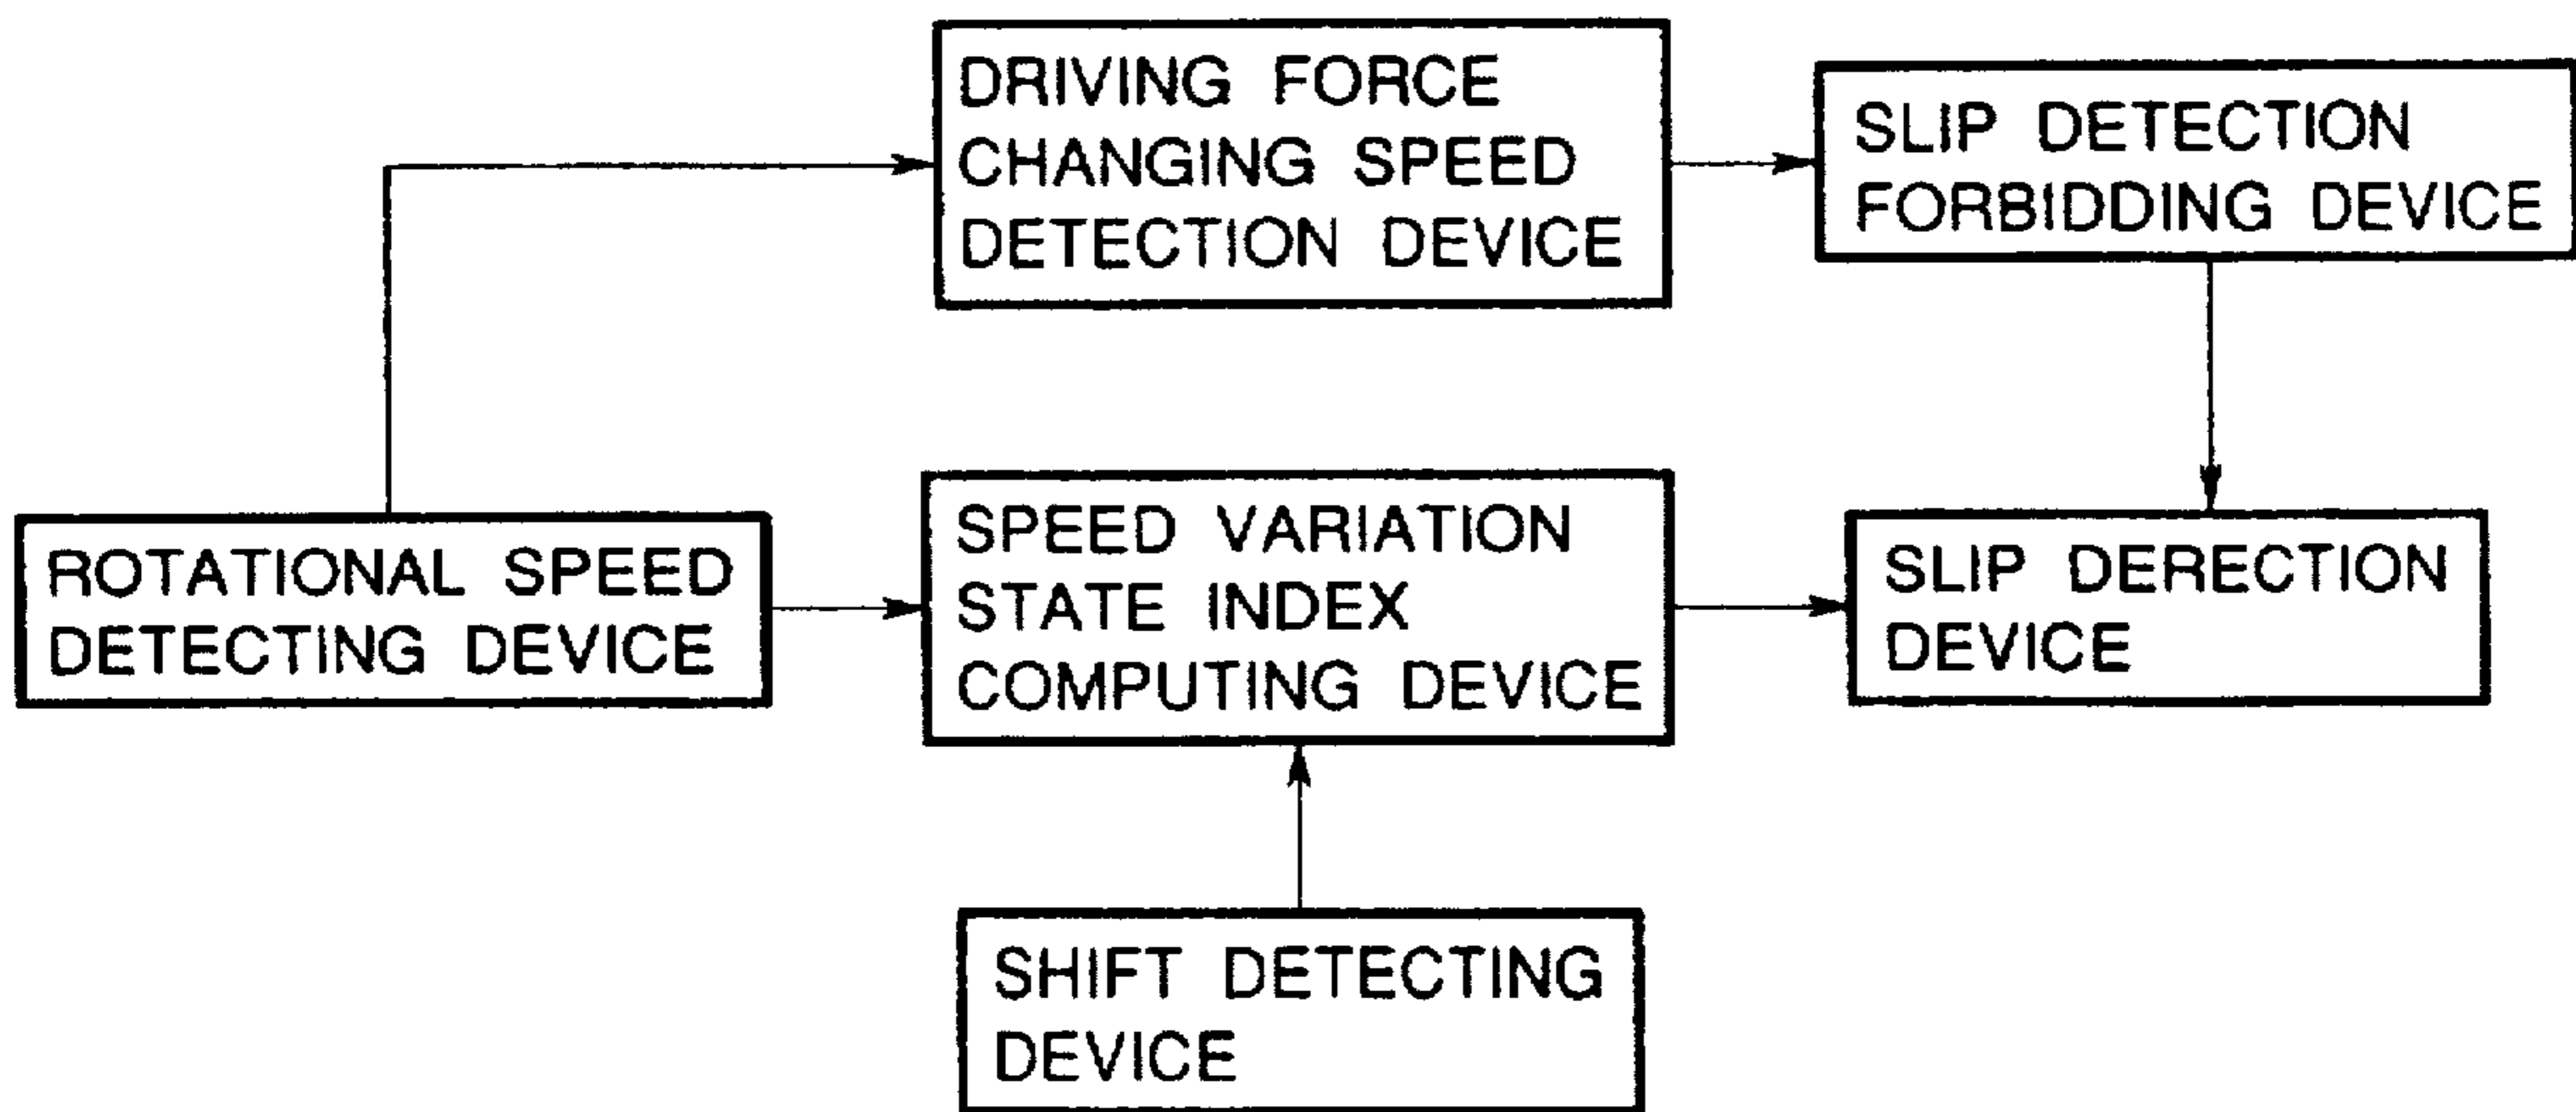 DRIVING FORCE
CHANGING SPEED
DETECTION DEVICE
SLIP DETECTION
FORBIDDING DEVICE
ROTATIONAL SPEED
DETECTING DEVICE
SPEED VARIATION
STATE INDEX
COMPUTING DEVICE
SLIP DERECTION
DEVICE
SHIFT DETECTING
DEVICE